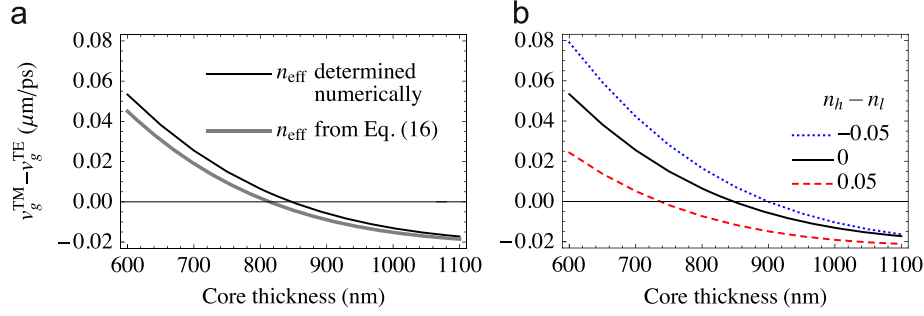 a
v_g^TM−v_g^TE (μm/ps)
0.08
0.06
0.04
0.02
0.00
−0.02
n_eff determined
numerically
n_eff from Eq. (16)
600 700 800 900 1000 1100
Core thickness (nm)
b
0.08
0.06
0.04
0.02
0.00
−0.02
n_h − n_l
−0.05
0
0.05
600 700 800 900 1000 1100
Core thickness (nm)